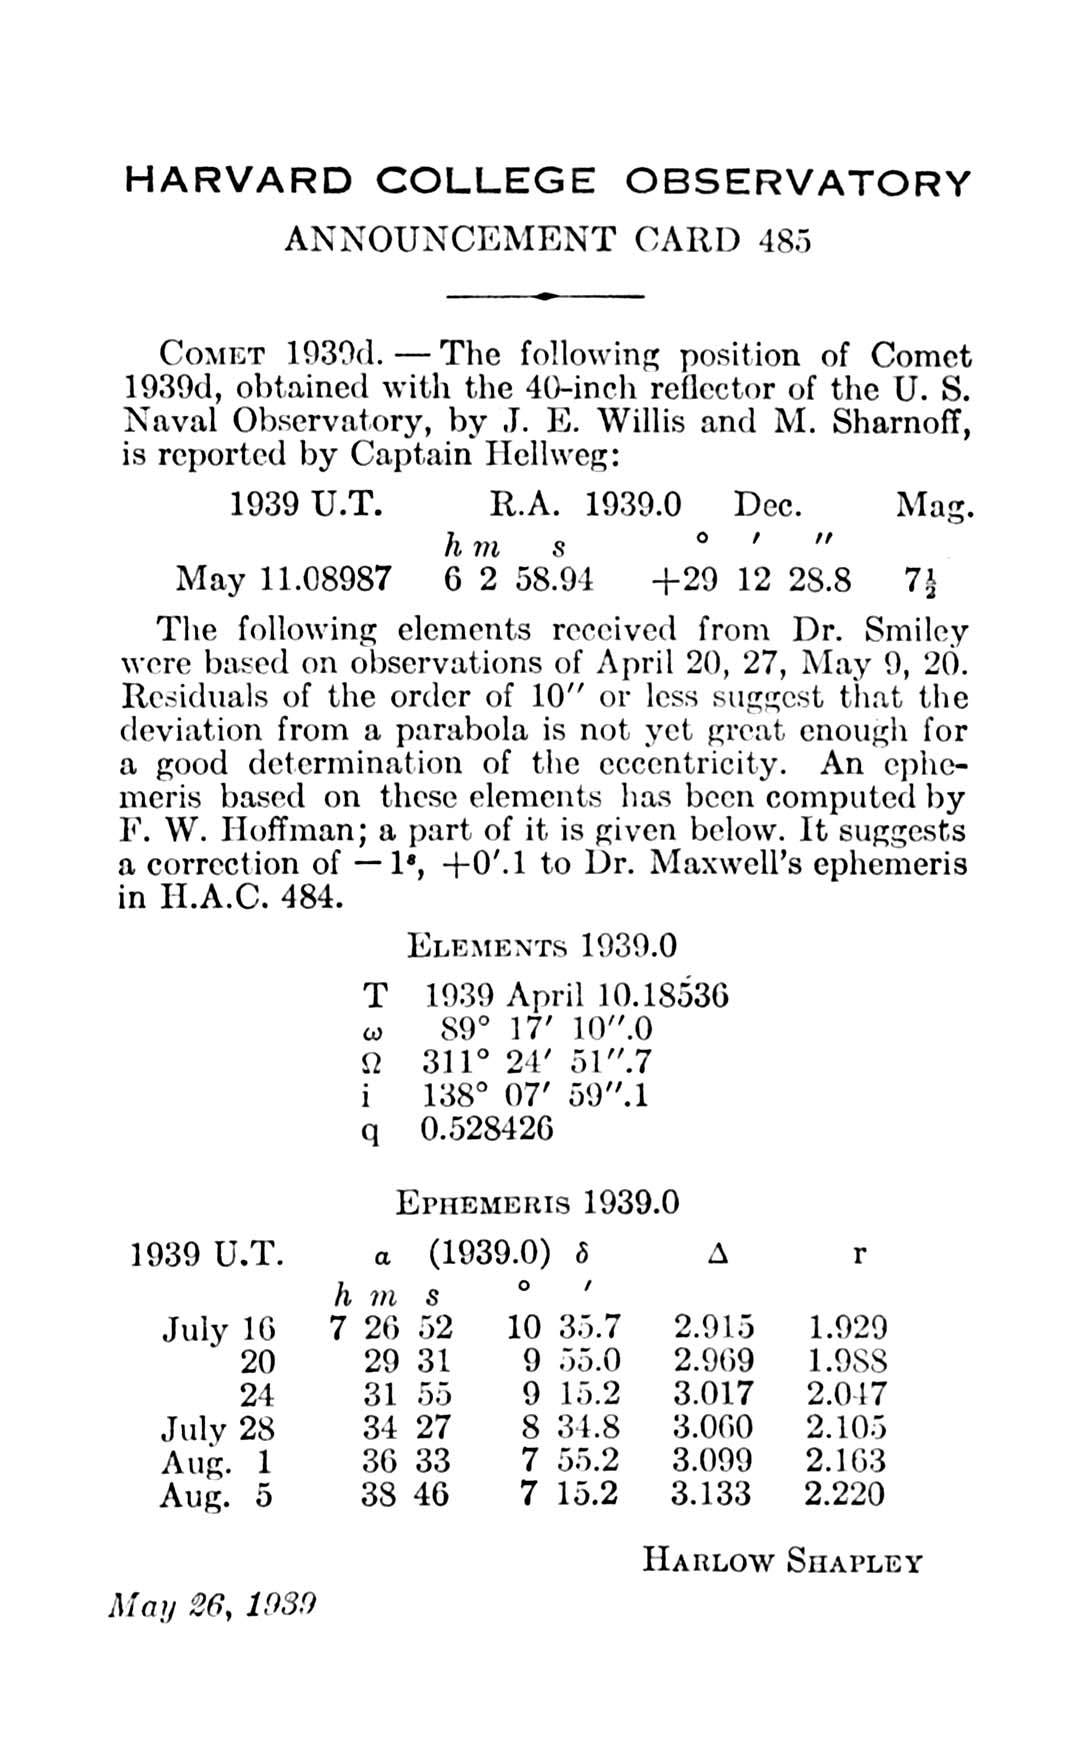 HARVARD COLLEGE OBSERVATORY
ANNOUNCEMENT CARD 485
COMET 1939d. — The following position of Comet
1939d, obtained with the 40-inch reflector of the U. S.
Naval Observatory, by J. E. Willis and M. Sharnoff,
is reported by Captain Hellweg:
1939 U.T. R.A. 1939.0 Dec. Mag.
h m s ° ′ ″
May 11.08987 6 2 58.94 +29 12 28.8 7½
The following elements received from Dr. Smiley
were based on observations of April 20, 27, May 9, 20.
Residuals of the order of 10″ or less suggest that the
deviation from a parabola is not yet great enough for
a good determination of the eccentricity. An ephe-
meris based on these elements has been computed by
F. W. Hoffman; a part of it is given below. It suggests
a correction of −1ˢ, +0′.1 to Dr. Maxwell's ephemeris
in H.A.C. 484.
ELEMENTS 1939.0
T 1939 April 10.18536
ω 89° 17′ 10″.0
Ω 311° 24′ 51″.7
i 138° 07′ 59″.1
q 0.528426
EPHEMERIS 1939.0
1939 U.T. α (1939.0) δ Δ r
h m s ° ′
July 16 7 26 52 10 35.7 2.915 1.929
20 29 31 9 55.0 2.969 1.988
24 31 55 9 15.2 3.017 2.047
July 28 34 27 8 34.8 3.060 2.105
Aug. 1 36 33 7 55.2 3.099 2.163
Aug. 5 38 46 7 15.2 3.133 2.220
HARLOW SHAPLEY
May 26, 1939